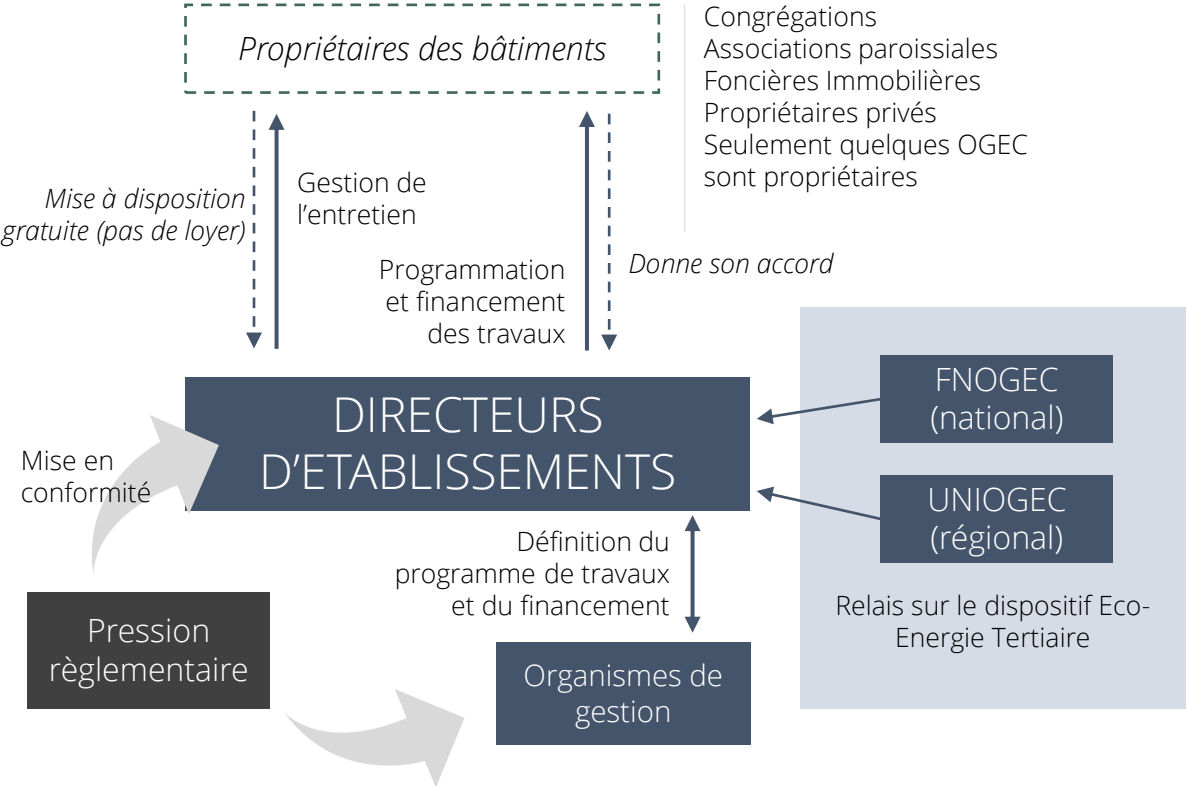 Propriétaires des bâtiments
Congrégations
Associations paroissiales
Foncières Immobilières
Propriétaires privés
Seulement quelques OGEC
sont propriétaires
Mise à disposition
gratuite (pas de loyer)
Gestion de
l'entretien
Programmation
et financement
des travaux
Donne son accord
DIRECTEURS
D'ETABLISSEMENTS
FNOGEC
(national)
UNIOGEC
(régional)
Relais sur le dispositif Eco-
Energie Tertiaire
Mise en
conformité
Définition du
programme de travaux
et du financement
Pression
règlementaire
Organismes de
gestion